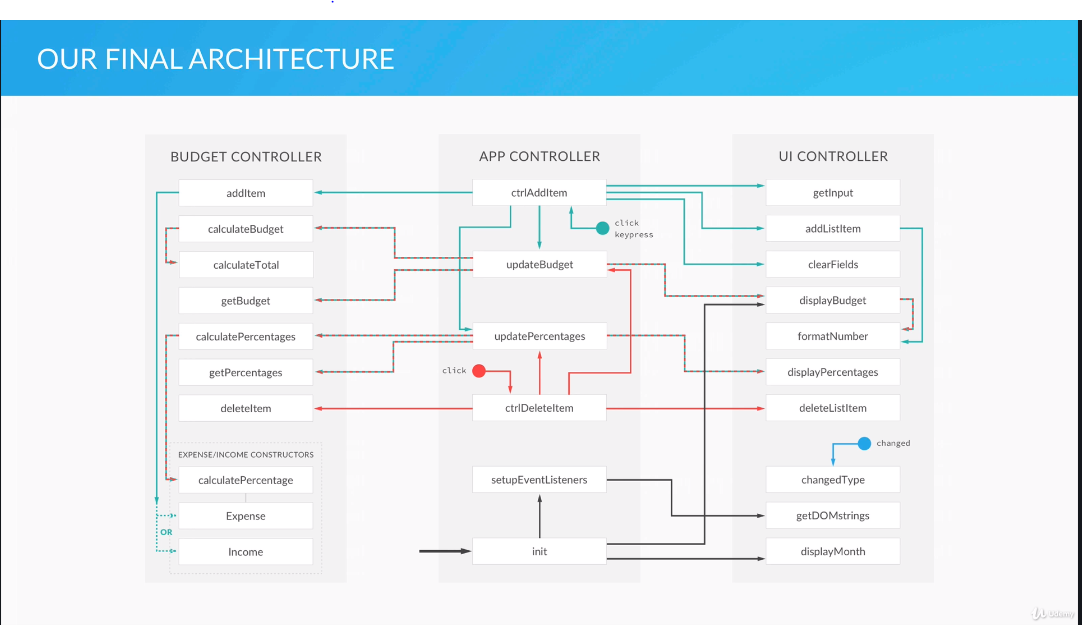 OUR FINAL ARCHITECTURE
BUDGET CONTROLLER
addItem
calculateBudget
calculateTotal
getBudget
calculatePercentages
getPercentages
deleteItem
EXPENSE/INCOME CONSTRUCTORS
calculatePercentage
Expense
OR
Income
APP CONTROLLER
ctrlAddItem
click
keypress
updateBudget
updatePercentages
click
ctrlDeleteItem
setupEventListeners
init
UI CONTROLLER
getInput
addListItem
clearFields
displayBudget
formatNumber
displayPercentages
deleteListItem
changed
changedType
getDOMstrings
displayMonth
Udemy